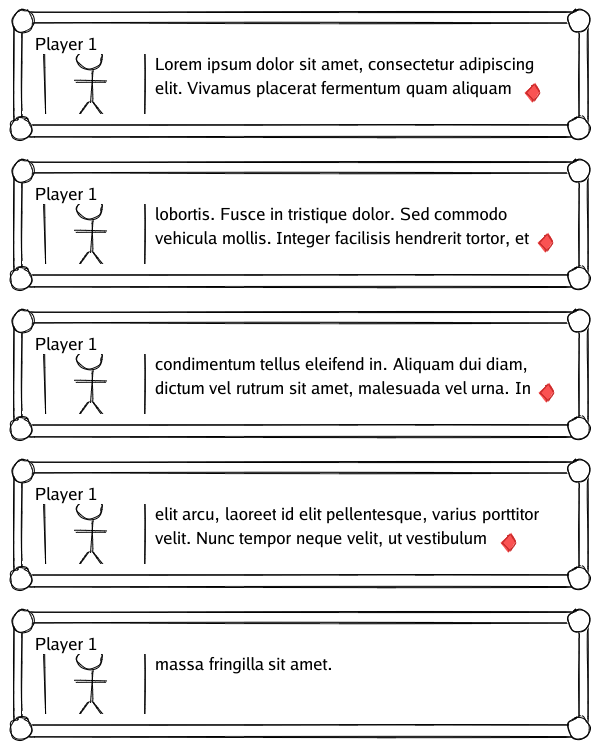 Player 1
Lorem ipsum dolor sit amet, consectetur adipiscing
elit. Vivamus placerat fermentum quam aliquam
Player 1
lobortis. Fusce in tristique dolor. Sed commodo
vehicula mollis. Integer facilisis hendrerit tortor, et
Player 1
condimentum tellus eleifend in. Aliquam dui diam,
dictum vel rutrum sit amet, malesuada vel urna. In
Player 1
elit arcu, laoreet id elit pellentesque, varius porttitor
velit. Nunc tempor neque velit, ut vestibulum
Player 1
massa fringilla sit amet.